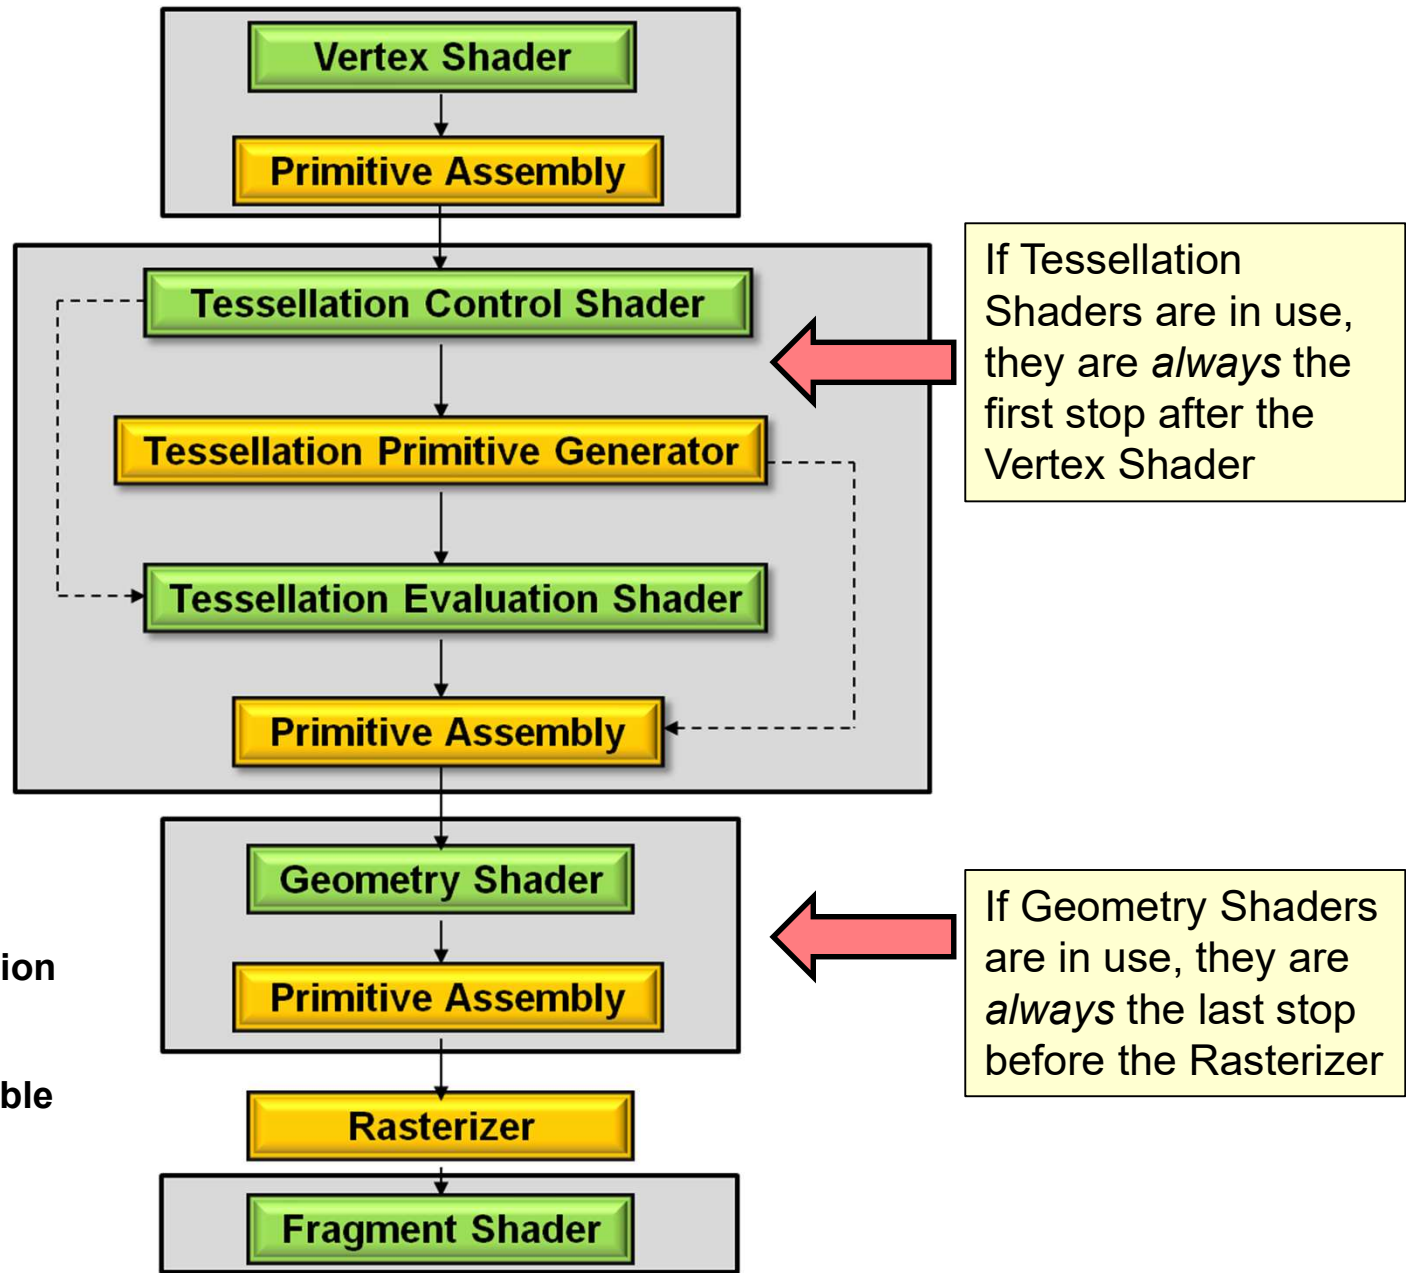 Vertex Shader
Primitive Assembly
Tessellation Control Shader
If Tessellation
Shaders are in use,
they are always the
first stop after the
Vertex Shader
Tessellation Primitive Generator
Tessellation Evaluation Shader
Primitive Assembly
Geometry Shader
If Geometry Shaders
are in use, they are
always the last stop
before the Rasterizer
ion
Primitive Assembly
ble
Rasterizer
Fragment Shader